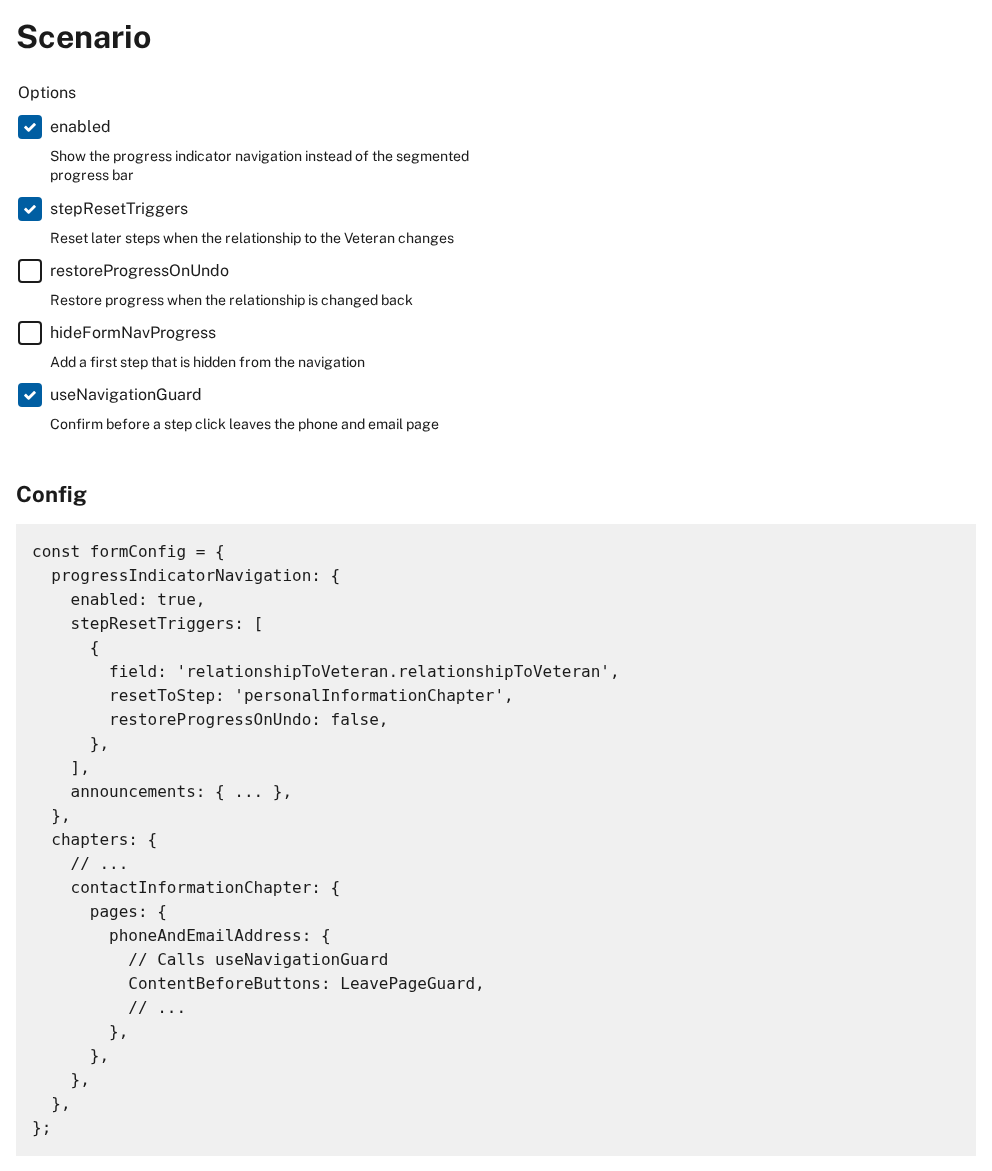 Scenario
Options
enabled
Show the progress indicator navigation instead of the segmented
progress bar
stepResetTriggers
Reset later steps when the relationship to the Veteran changes
restoreProgressOnUndo
Restore progress when the relationship is changed back
hideFormNavProgress
Add a first step that is hidden from the navigation
useNavigationGuard
Confirm before a step click leaves the phone and email page
Config
const formConfig = {
  progressIndicatorNavigation: {
    enabled: true,
    stepResetTriggers: [
      {
        field: 'relationshipToVeteran.relationshipToVeteran',
        resetToStep: 'personalInformationChapter',
        restoreProgressOnUndo: false,
      },
    ],
    announcements: { ... },
  },
  chapters: {
    // ...
    contactInformationChapter: {
      pages: {
        phoneAndEmailAddress: {
          // Calls useNavigationGuard
          ContentBeforeButtons: LeavePageGuard,
          // ...
        },
      },
    },
  },
};